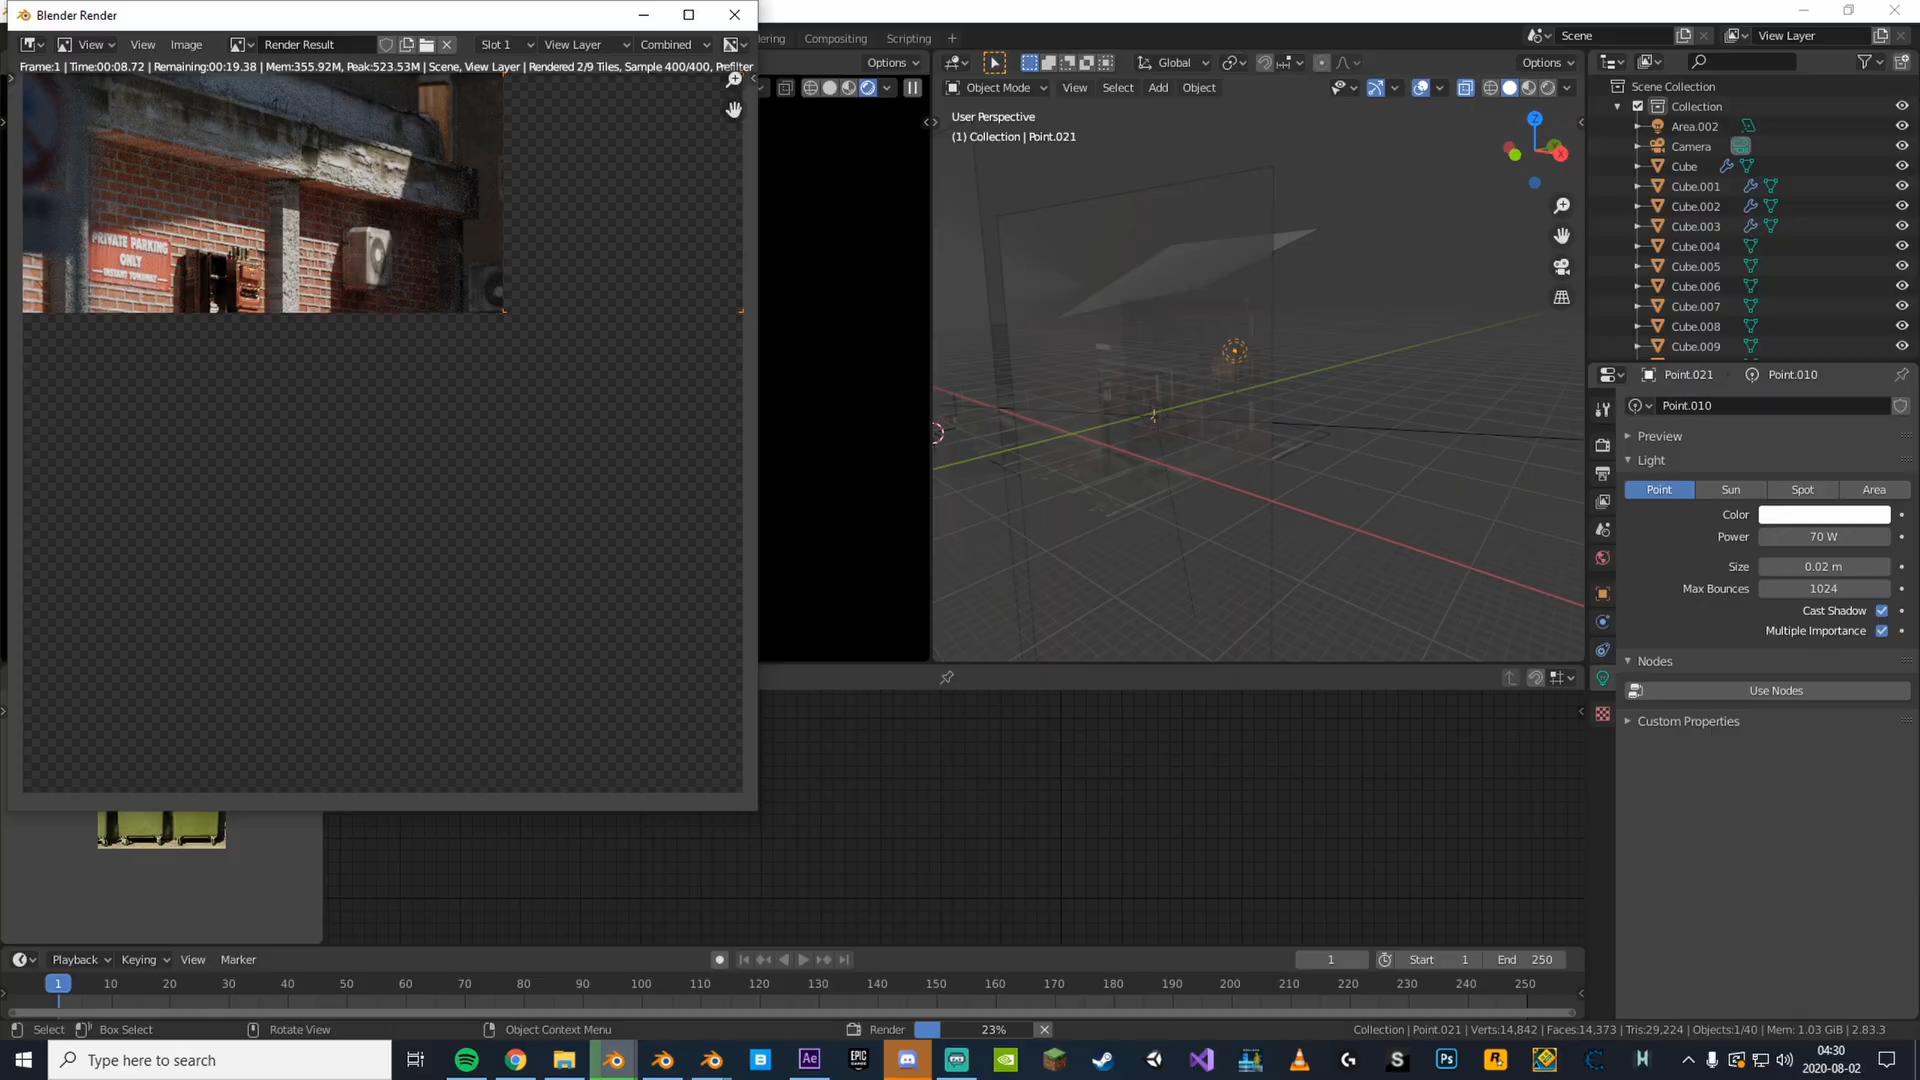 Blender Render
View
View
Image
Render Result
Slot 1
View Layer
Combined
Frame:1 | Time:00:08.72 | Remaining:00:19.38 | Mem:355.92M, Peak:523.53M | Scene, View Layer | Rendered 2/9 Tiles, Sample 400/400, Prefilter
PRIVATE PARKING
ONLY
INSTANT TOWAWAY
Compositing
Scripting
Scene
View Layer
Options
Global
Options
Object Mode
View
Select
Add
Object
User Perspective
(1) Collection | Point.021
Z
X
Scene Collection
Collection
Area.002
Camera
Cube
Cube.001
Cube.002
Cube.003
Cube.004
Cube.005
Cube.006
Cube.007
Cube.008
Cube.009
Point.021
Point.010
Point.010
Preview
Light
Point
Sun
Spot
Area
Color
Power
70 W
Size
0.02 m
Max Bounces
1024
Cast Shadow
Multiple Importance
Nodes
Use Nodes
Custom Properties
Playback
Keying
View
Marker
1
Start
1
End
250
1
10
20
30
40
50
60
70
80
90
100
110
120
130
140
150
160
170
180
190
200
210
220
230
240
250
Select
Box Select
Rotate View
Object Context Menu
Render
23%
Collection | Point.021 | Verts:14,842 | Faces:14,373 | Tris:29,224 | Objects:1/40 | Mem: 1.03 GiB | 2.83.3
Type here to search
Ae
EPIC
GAMES
Ps
04:30
2020-08-02